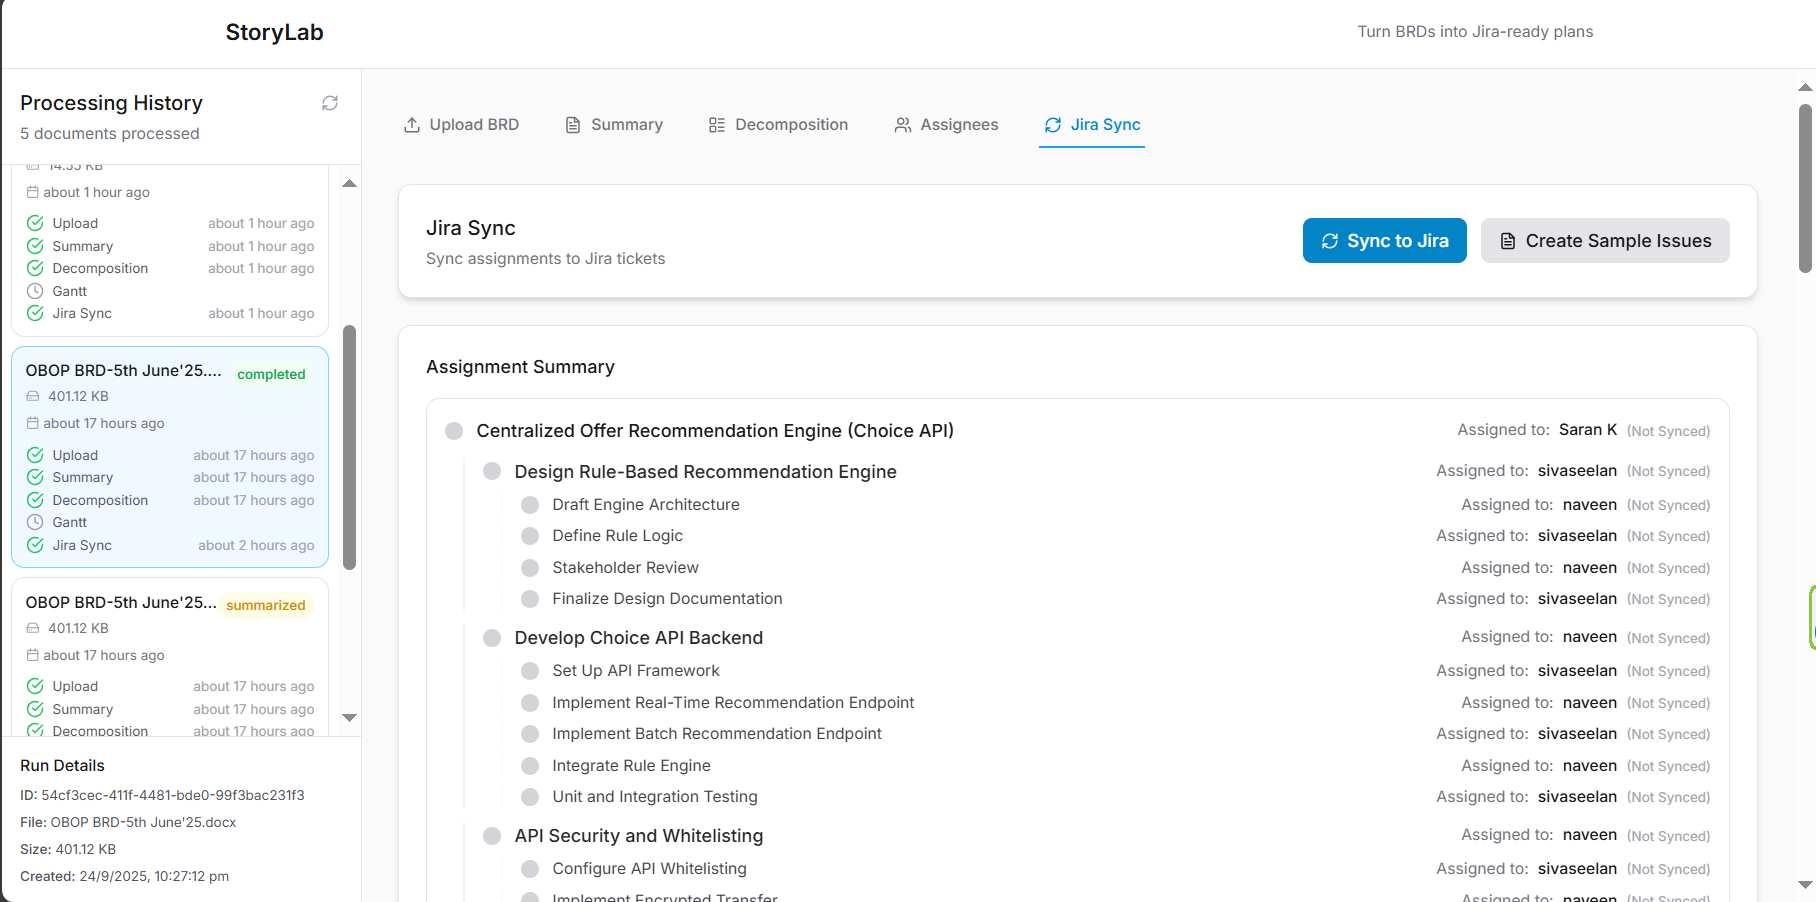 StoryLab
Turn BRDs into Jira-ready plans
Processing History
5 documents processed
14.55 KB
about 1 hour ago
Upload about 1 hour ago
Summary about 1 hour ago
Decomposition about 1 hour ago
Gantt
Jira Sync about 1 hour ago
OBOP BRD-5th June'25.... completed
401.12 KB
about 17 hours ago
Upload about 17 hours ago
Summary about 17 hours ago
Decomposition about 17 hours ago
Gantt
Jira Sync about 2 hours ago
OBOP BRD-5th June'25... summarized
401.12 KB
about 17 hours ago
Upload about 17 hours ago
Summary about 17 hours ago
Decomposition about 17 hours ago
Run Details
ID: 54cf3cec-411f-4481-bde0-99f3bac231f3
File: OBOP BRD-5th June'25.docx
Size: 401.12 KB
Created: 24/9/2025, 10:27:12 pm
Upload BRD Summary Decomposition Assignees Jira Sync
Jira Sync
Sync assignments to Jira tickets
Sync to Jira
Create Sample Issues
Assignment Summary
Centralized Offer Recommendation Engine (Choice API) Assigned to: Saran K (Not Synced)
Design Rule-Based Recommendation Engine Assigned to: sivaseelan (Not Synced)
Draft Engine Architecture Assigned to: naveen (Not Synced)
Define Rule Logic Assigned to: sivaseelan (Not Synced)
Stakeholder Review Assigned to: naveen (Not Synced)
Finalize Design Documentation Assigned to: sivaseelan (Not Synced)
Develop Choice API Backend Assigned to: naveen (Not Synced)
Set Up API Framework Assigned to: sivaseelan (Not Synced)
Implement Real-Time Recommendation Endpoint Assigned to: naveen (Not Synced)
Implement Batch Recommendation Endpoint Assigned to: sivaseelan (Not Synced)
Integrate Rule Engine Assigned to: naveen (Not Synced)
Unit and Integration Testing Assigned to: sivaseelan (Not Synced)
API Security and Whitelisting Assigned to: naveen (Not Synced)
Configure API Whitelisting Assigned to: sivaseelan (Not Synced)
Implement Encrypted Transfer Assigned to: naveen (Not Synced)